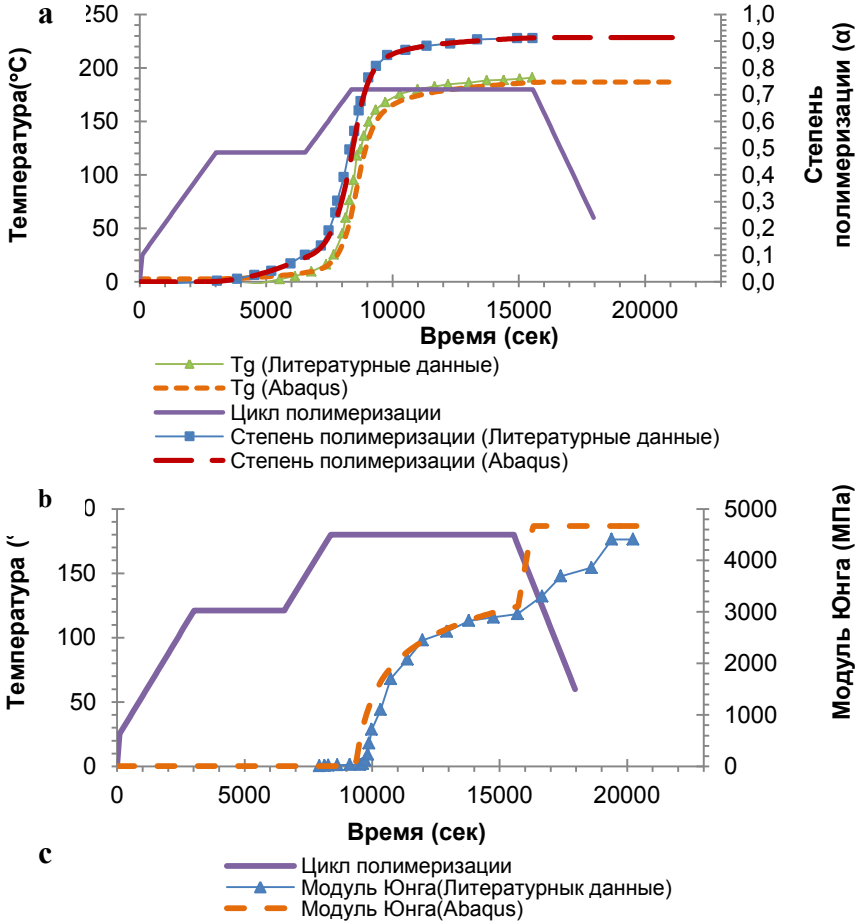 a
250
200
150
100
50
0
Температура(°С)
1,0
0,9
0,8
0,7
0,6
0,5
0,4
0,3
0,2
0,1
0,0
Степень
полимеризации (α)
0 5000 10000 15000 20000
Время (сек)
Tg (Литературные данные)
Tg (Abaqus)
Цикл полимеризации
Степень полимеризации (Литературные данные)
Степень полимеризации (Abaqus)
b
0
150
100
50
0
Температура (
5000
4000
3000
2000
1000
0
Модуль Юнга (МПа)
0 5000 10000 15000 20000
Время (сек)
c
Цикл полимеризации
Модуль Юнга(Литературнык данные)
Модуль Юнга(Abaqus)